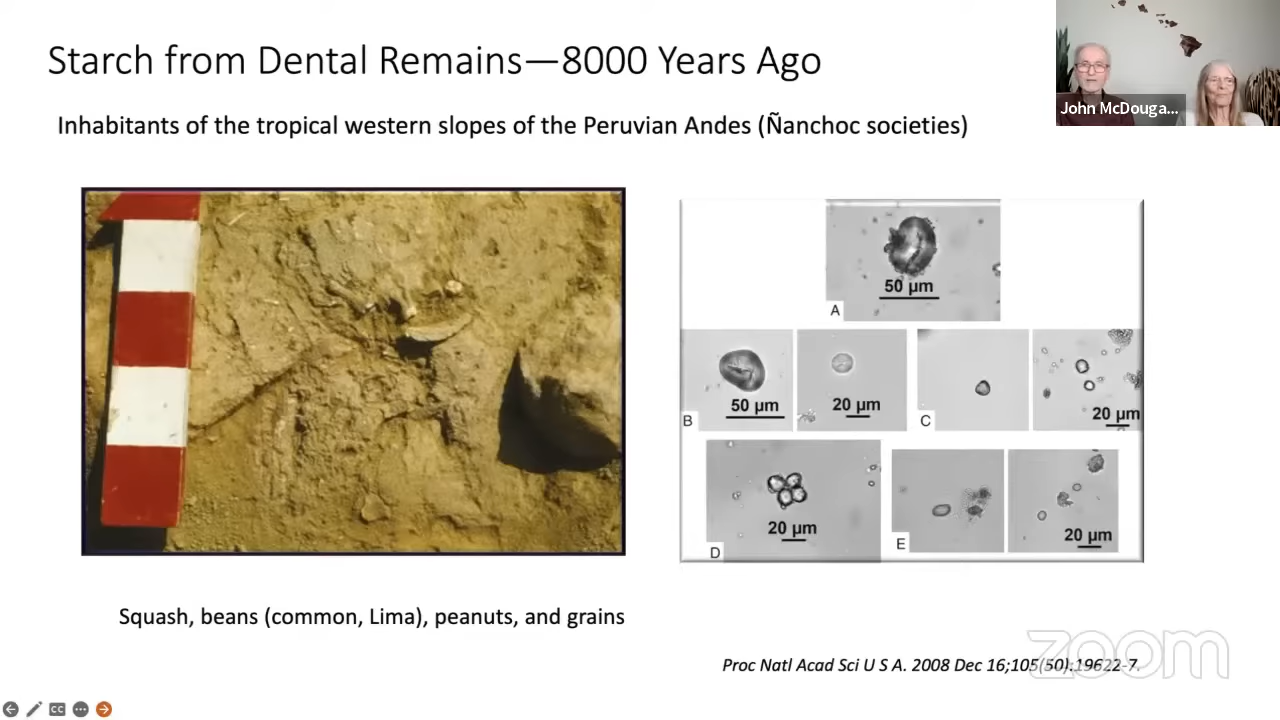 Starch from Dental Remains—8000 Years Ago
John McDouga...
Inhabitants of the tropical western slopes of the Peruvian Andes (Ñanchoc societies)
50 µm
A
50 µm
20 µm
20 µm
B
C
20 µm
20 µm
D
E
Squash, beans (common, Lima), peanuts, and grains
zoom
Proc Natl Acad Sci U S A. 2008 Dec 16;105(50):19622-7.
CC